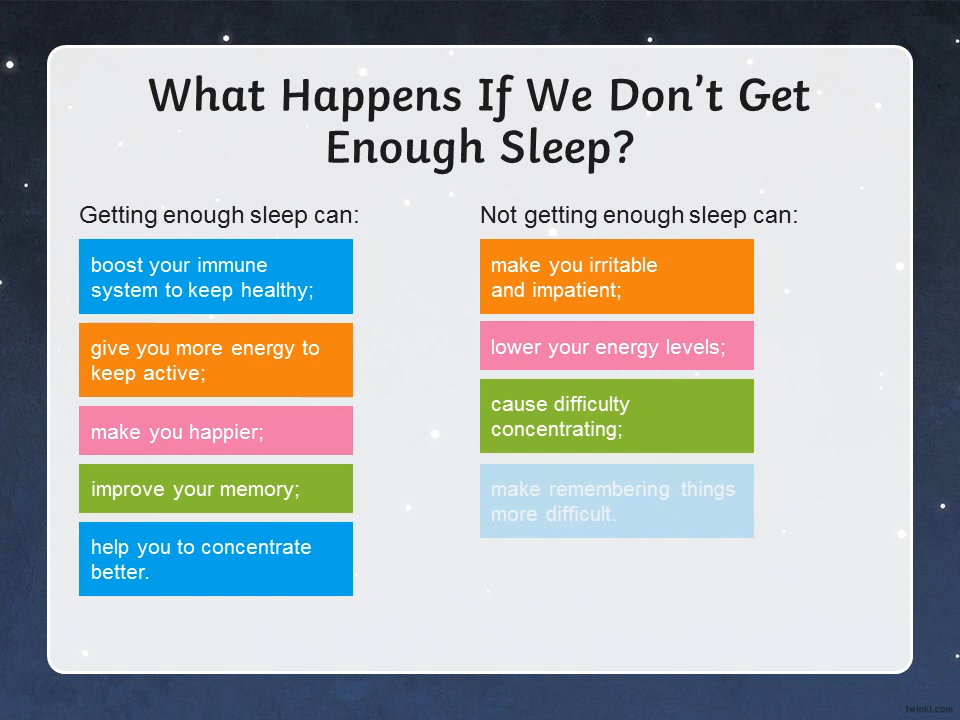 What Happens If We Don't Get
Enough Sleep?
Getting enough sleep can:
boost your immune
system to keep healthy;
give you more energy to
keep active;
make you happier;
improve your memory;
help you to concentrate
better.
Not getting enough sleep can:
make you irritable
and impatient;
lower your energy levels;
cause difficulty
concentrating;
make remembering things
more difficult.
twinkl.com